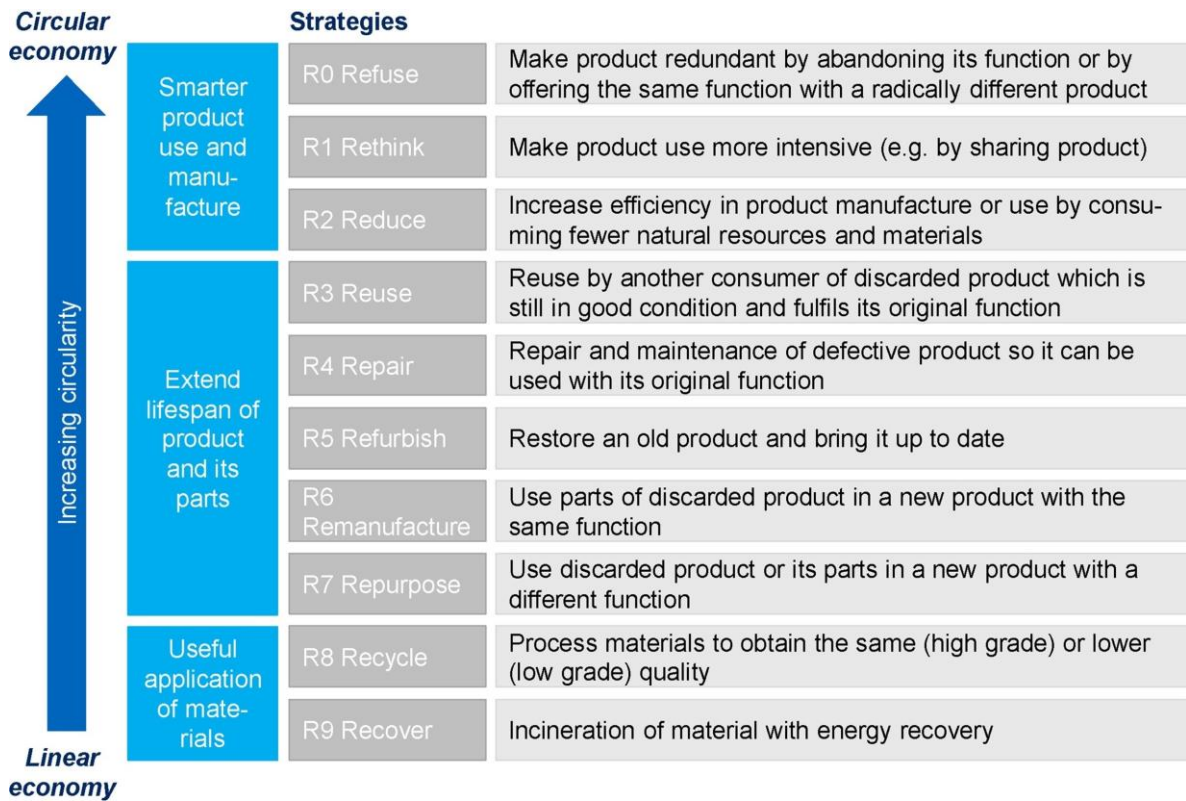 Circular
economy
Strategies
Smarter
product
use and
manu-
facture
R0 Refuse
Make product redundant by abandoning its function or by
offering the same function with a radically different product
R1 Rethink
Make product use more intensive (e.g. by sharing product)
R2 Reduce
Increase efficiency in product manufacture or use by consu-
ming fewer natural resources and materials
Extend
lifespan of
product
and its
parts
R3 Reuse
Reuse by another consumer of discarded product which is
still in good condition and fulfils its original function
R4 Repair
Repair and maintenance of defective product so it can be
used with its original function
R5 Refurbish
Restore an old product and bring it up to date
R6
Remanufacture
Use parts of discarded product in a new product with the
same function
R7 Repurpose
Use discarded product or its parts in a new product with a
different function
Useful
application
of mate-
rials
R8 Recycle
Process materials to obtain the same (high grade) or lower
(low grade) quality
R9 Recover
Incineration of material with energy recovery
Increasing circularity
Linear
economy